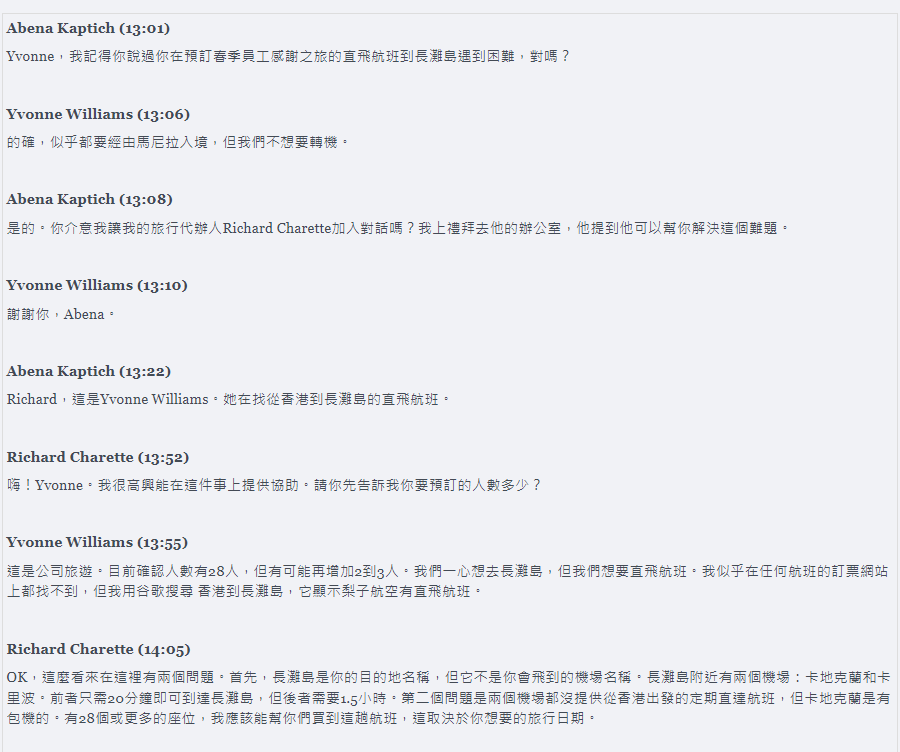 Abena Kaptich (13:01)
Yvonne，我記得你說過你在預訂春季員工感謝之旅的直飛航班到長灘島遇到困難，對嗎？
Yvonne Williams (13:06)
的確，似乎都要經由馬尼拉入境，但我們不想要轉機。
Abena Kaptich (13:08)
是的。你介意我讓我的旅行代辦人Richard Charette加入對話嗎？我上禮拜去他的辦公室，他提到他可以幫你解決這個難題。
Yvonne Williams (13:10)
謝謝你，Abena。
Abena Kaptich (13:22)
Richard，這是Yvonne Williams。她在找從香港到長灘島的直飛航班。
Richard Charette (13:52)
嗨！Yvonne。我很高興能在這件事上提供協助。請你先告訴我你要預訂的人數多少？
Yvonne Williams (13:55)
這是公司旅遊。目前確認人數有28人，但有可能再增加2到3人。我們一心想去長灘島，但我們想要直飛航班。我似乎在任何航班的訂票網站
上都找不到，但我用谷歌搜尋 香港到長灘島，它顯示梨子航空有直飛航班。
Richard Charette (14:05)
OK，這麼看來在這裡有兩個問題。首先，長灘島是你的目的地名稱，但它不是你會飛到的機場名稱。長灘島附近有兩個機場：卡地克蘭和卡
里波。前者只需20分鐘即可到達長灘島，但後者需要1.5小時。第二個問題是兩個機場都沒提供從香港出發的定期直達航班，但卡地克蘭是有
包機的。有28個或更多的座位，我應該能幫你們買到這趟航班，這取決於你想要的旅行日期。